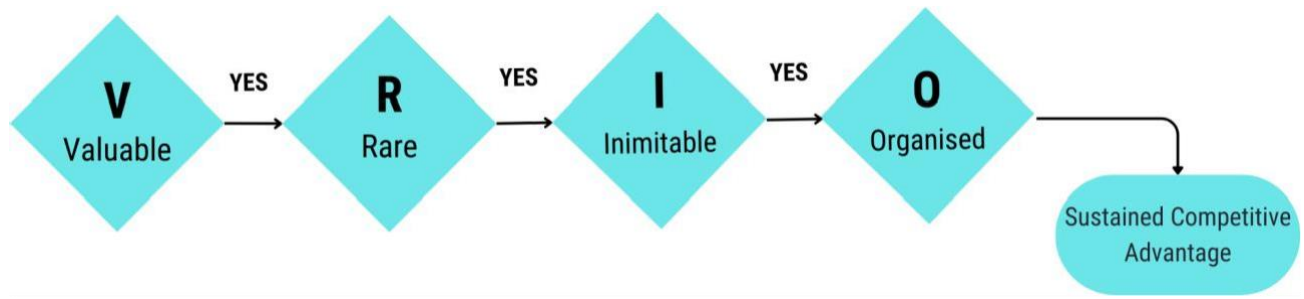 V
Valuable
YES
R
Rare
YES
I
Inimitable
YES
O
Organised
Sustained Competitive
Advantage